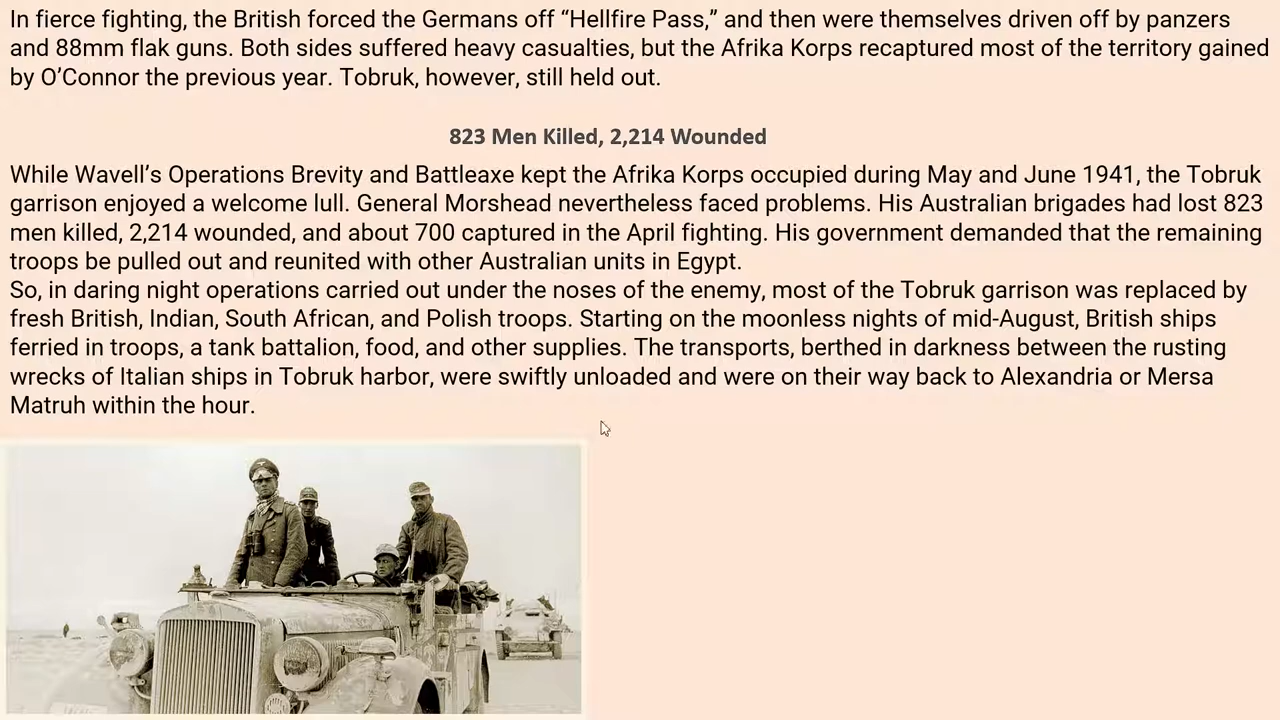 In fierce fighting, the British forced the Germans off “Hellfire Pass,” and then were themselves driven off by panzers
and 88mm flak guns. Both sides suffered heavy casualties, but the Afrika Korps recaptured most of the territory gained
by O’Connor the previous year. Tobruk, however, still held out.
823 Men Killed, 2,214 Wounded
While Wavell’s Operations Brevity and Battleaxe kept the Afrika Korps occupied during May and June 1941, the Tobruk
garrison enjoyed a welcome lull. General Morshead nevertheless faced problems. His Australian brigades had lost 823
men killed, 2,214 wounded, and about 700 captured in the April fighting. His government demanded that the remaining
troops be pulled out and reunited with other Australian units in Egypt.
So, in daring night operations carried out under the noses of the enemy, most of the Tobruk garrison was replaced by
fresh British, Indian, South African, and Polish troops. Starting on the moonless nights of mid-August, British ships
ferried in troops, a tank battalion, food, and other supplies. The transports, berthed in darkness between the rusting
wrecks of Italian ships in Tobruk harbor, were swiftly unloaded and were on their way back to Alexandria or Mersa
Matruh within the hour.